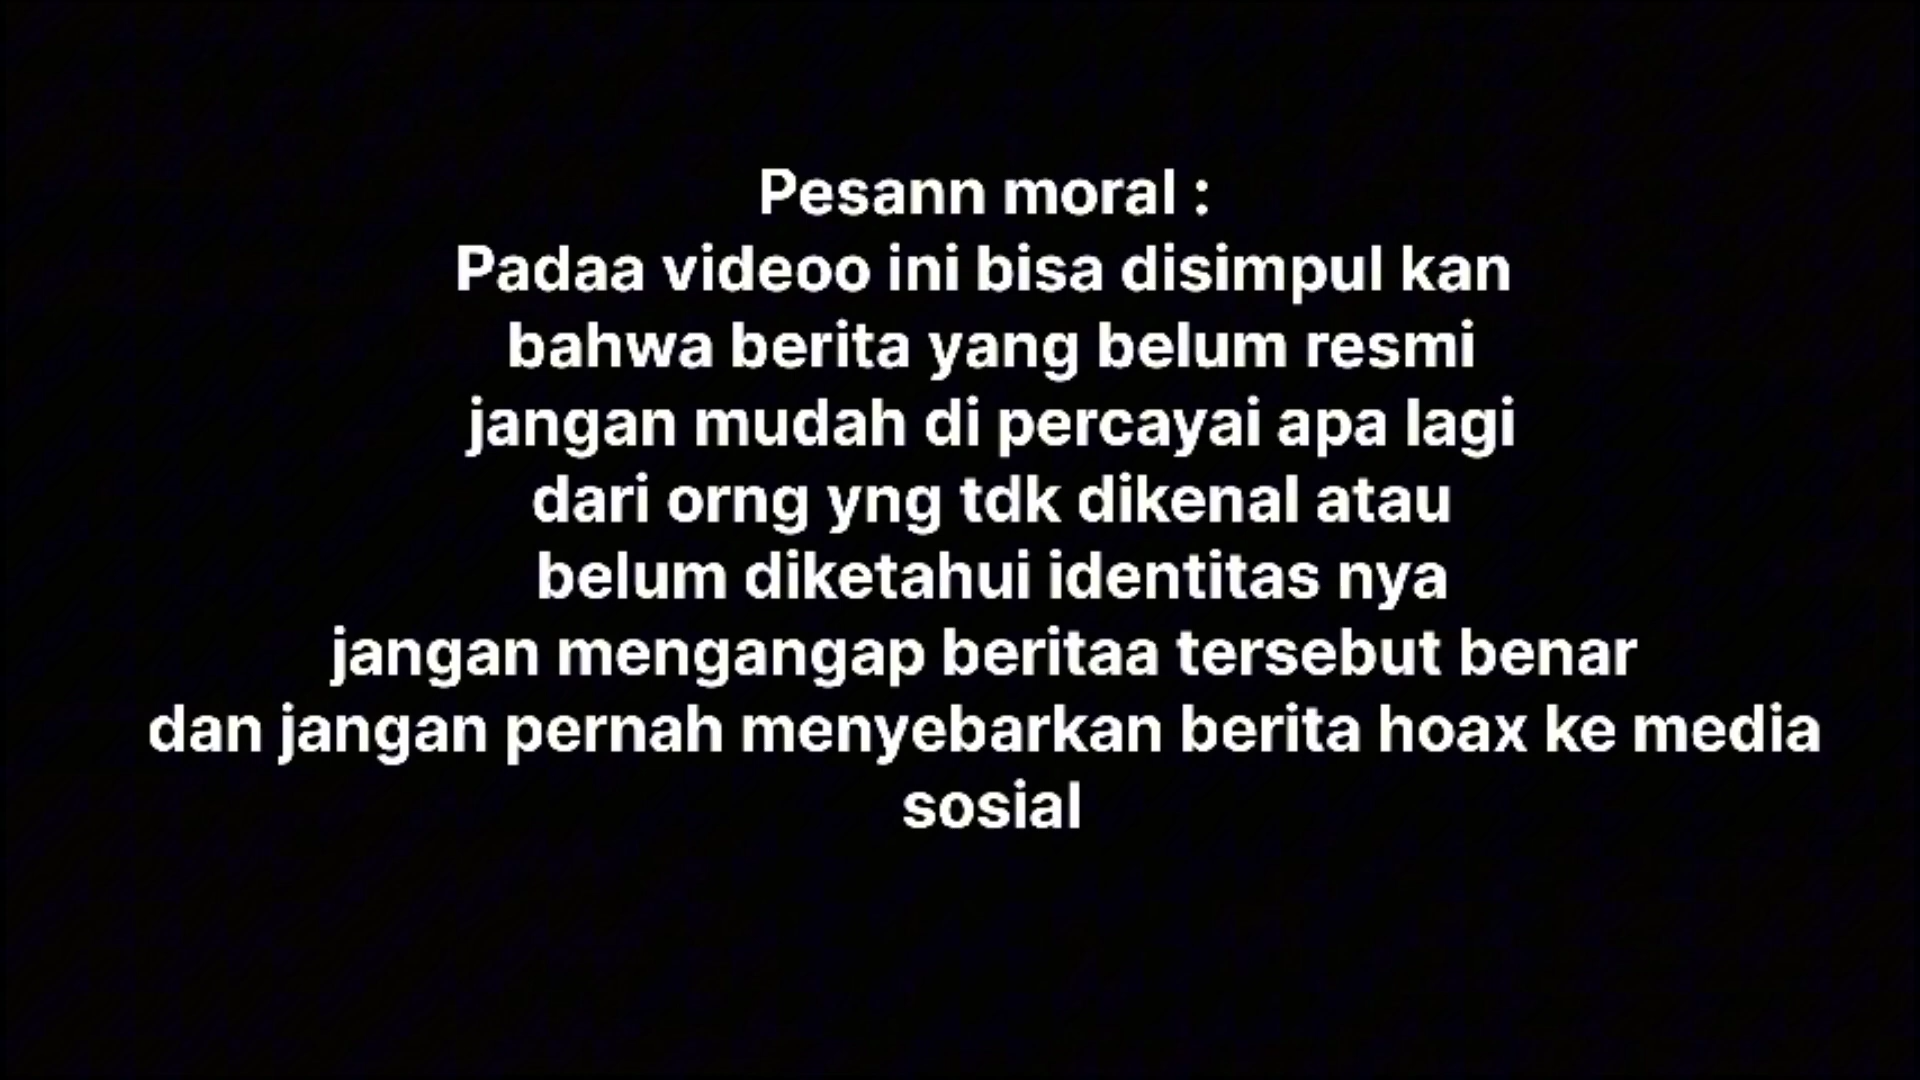 Pesann moral :
Padaa videoo ini bisa disimpul kan
bahwa berita yang belum resmi
jangan mudah di percayai apa lagi
dari orng yng tdk dikenal atau
belum diketahui identitas nya
jangan mengangap beritaa tersebut benar
dan jangan pernah menyebarkan berita hoax ke media
sosial